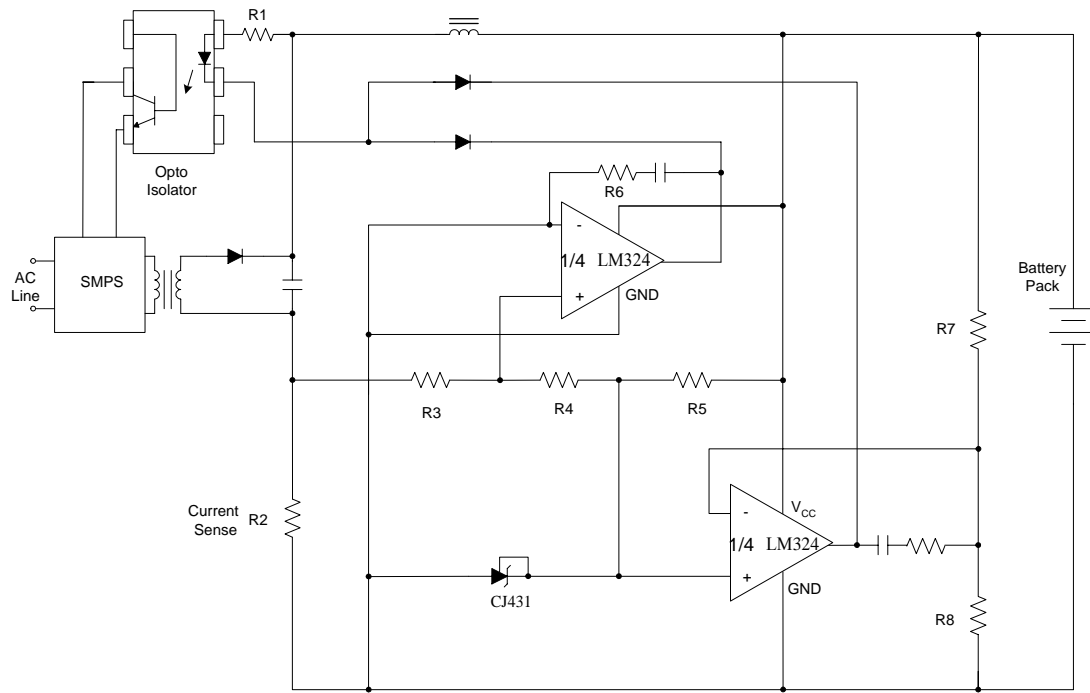 R1
Opto
Isolator
R6
-
1/4 LM324
+
GND
AC
Line
SMPS
Battery
Pack
R7
R3
R4
R5
Current
Sense
R2
VCC
-
1/4 LM324
+
GND
CJ431
R8